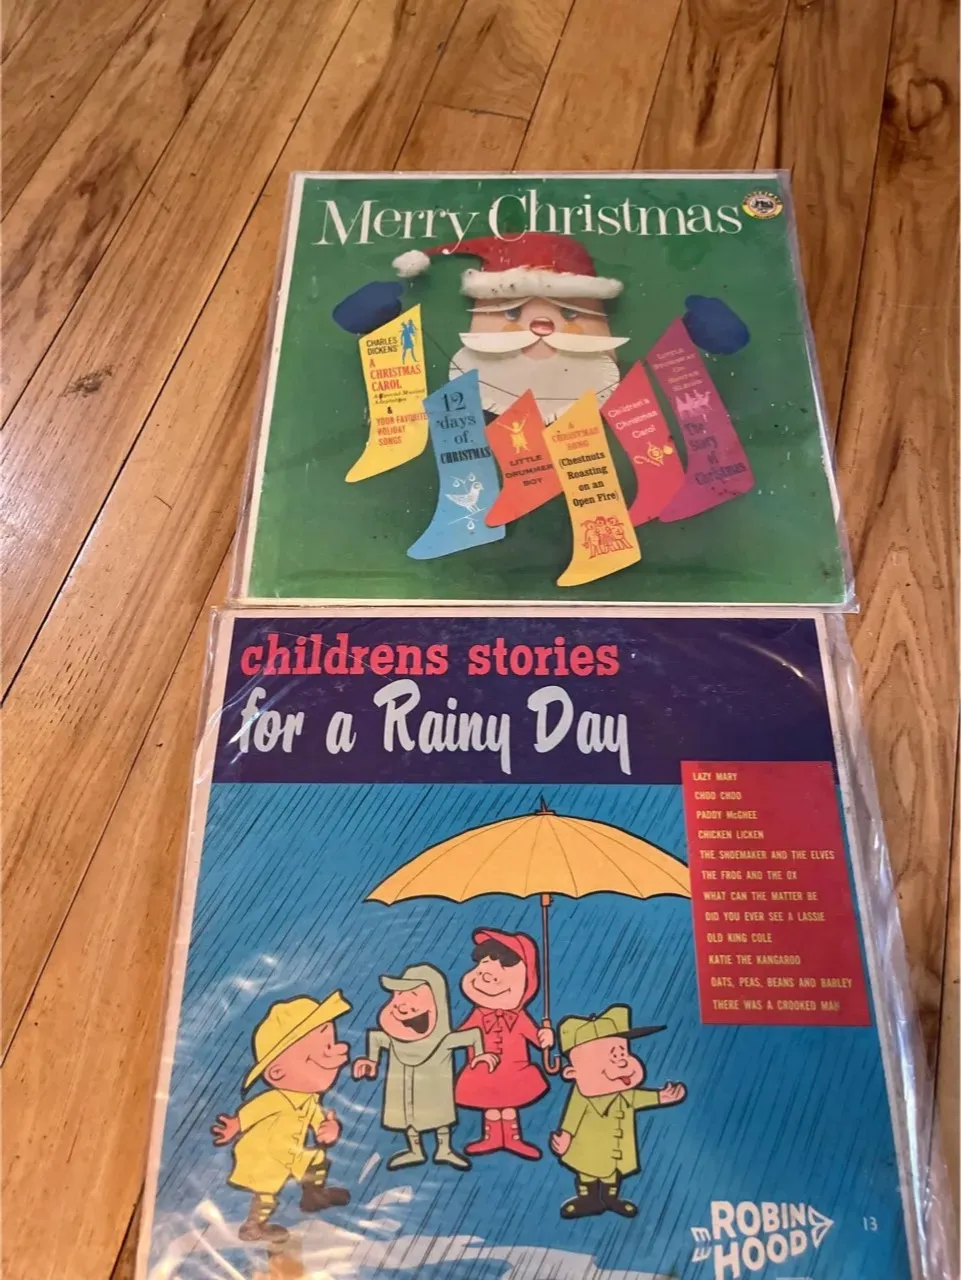 Merry Christmas
CHARLES
DICKENS'
A
CHRISTMAS
CAROL
A Special Musical
Adaptation
&
YOUR FAVORITE
HOLIDAY
SONGS
12
days
of
CHRISTMAS
LITTLE
DRUMMER
BOY
A
CHRISTMAS
SONG
(Chestnuts
Roasting
on an
Open Fire)
Children's
Christmas
Carol
The
Story
of
Christmas
childrens stories
for a Rainy Day
LAZY MARY
CHOO CHOO
PADDY McGHEE
CHICKEN LICKEN
THE SHOEMAKER AND THE ELVES
THE FROG AND THE OX
WHAT CAN THE MATTER BE
DID YOU EVER SEE A LASSIE
OLD KING COLE
KATIE THE KANGAROO
OATS, PEAS, BEANS AND BARLEY
THERE WAS A CROOKED MAN
ROBIN
HOOD
13